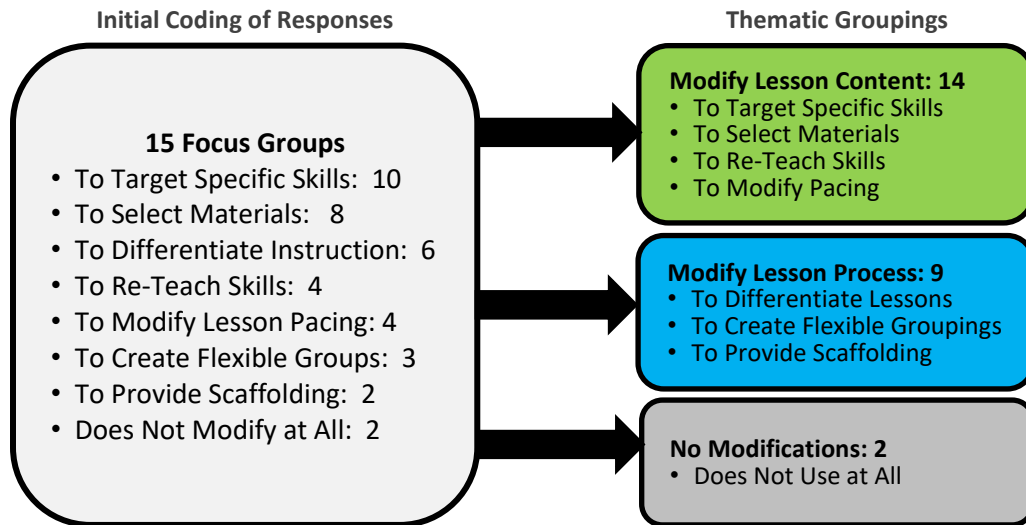 Initial Coding of Responses
15 Focus Groups
• To Target Specific Skills: 10
• To Select Materials: 8
• To Differentiate Instruction: 6
• To Re-Teach Skills: 4
• To Modify Lesson Pacing: 4
• To Create Flexible Groups: 3
• To Provide Scaffolding: 2
• Does Not Modify at All: 2
Thematic Groupings
Modify Lesson Content: 14
• To Target Specific Skills
• To Select Materials
• To Re-Teach Skills
• To Modify Pacing
Modify Lesson Process: 9
• To Differentiate Lessons
• To Create Flexible Groupings
• To Provide Scaffolding
No Modifications: 2
• Does Not Use at All